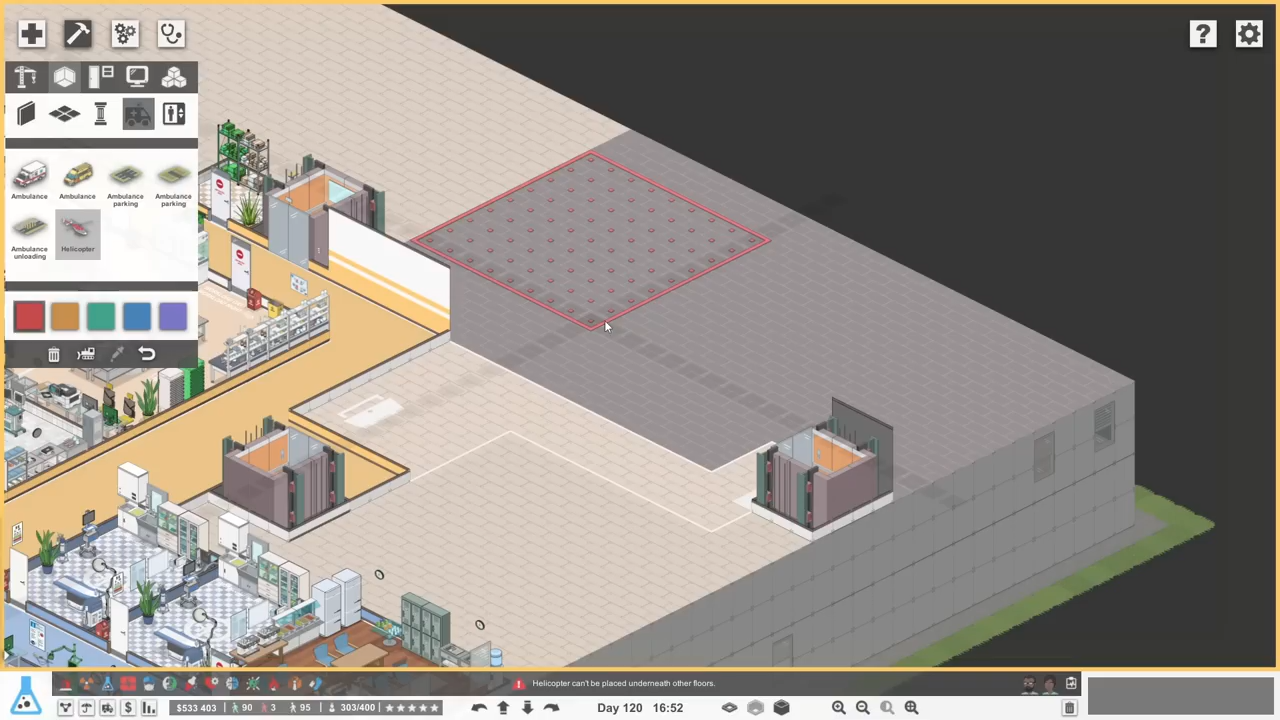 ?
Ambulance Ambulance Ambulance parking Ambulance parking
Ambulance unloading Helicopter
Helicopter can't be placed underneath other floors.
$533 403 90 3 95 303/400
Day 120 16:52